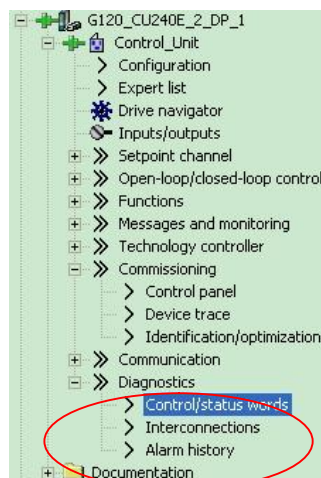 G120_CU240E_2_DP_1
Control_Unit
Configuration
Expert list
Drive navigator
Inputs/outputs
Setpoint channel
Open-loop/closed-loop control
Functions
Messages and monitoring
Technology controller
Commissioning
Control panel
Device trace
Identification/optimization
Communication
Diagnostics
Control/status words
Interconnections
Alarm history
Documentation